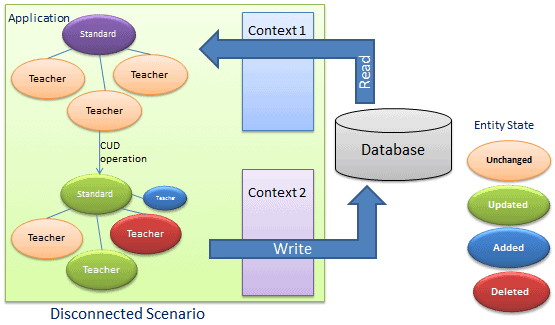 Application
Standard
Teacher
Teacher
Teacher
CUD
operation
Standard
Teacher
Teacher
Teacher
Teacher
Context 1
Read
Database
Context 2
Write
Entity State
Unchanged
Updated
Added
Deleted
Disconnected Scenario